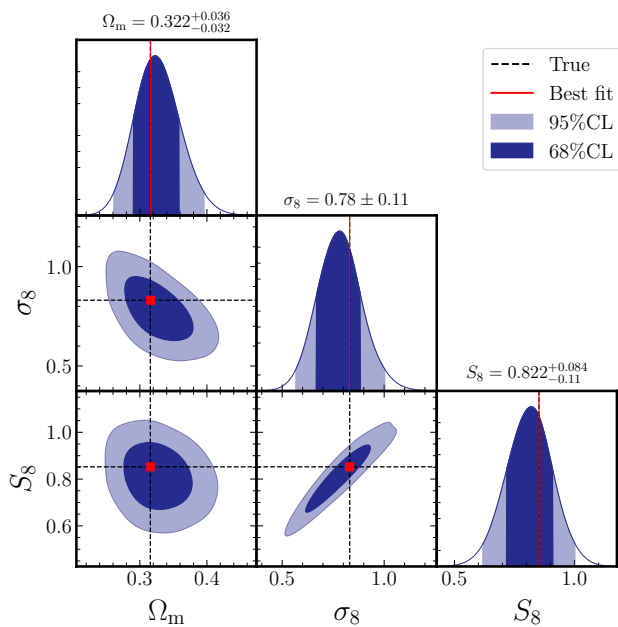 Ωₘ = 0.322⁺⁰·⁰³⁶₋₀.₀₃₂
True
Best fit
95%CL
68%CL
σ₈ = 0.78 ± 0.11
1.0
0.5
σ₈
S₈ = 0.822⁺⁰·⁰⁸⁴₋₀.₁₁
1.0
0.8
0.6
S₈
0.3 0.4
0.5 1.0
0.5 1.0
Ωₘ σ₈ S₈